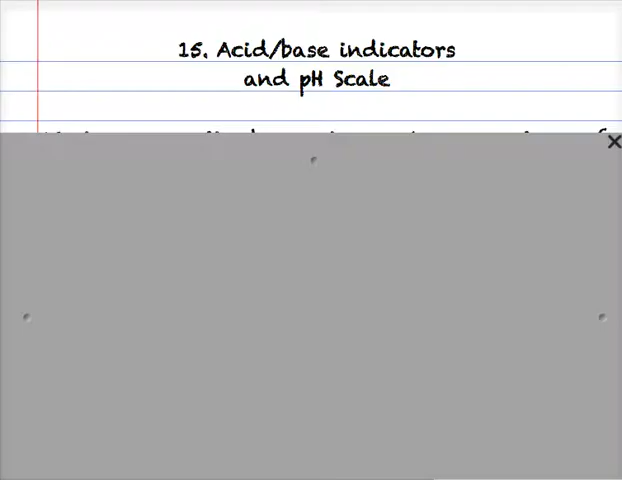 15. Acid/base indicators
and pH Scale